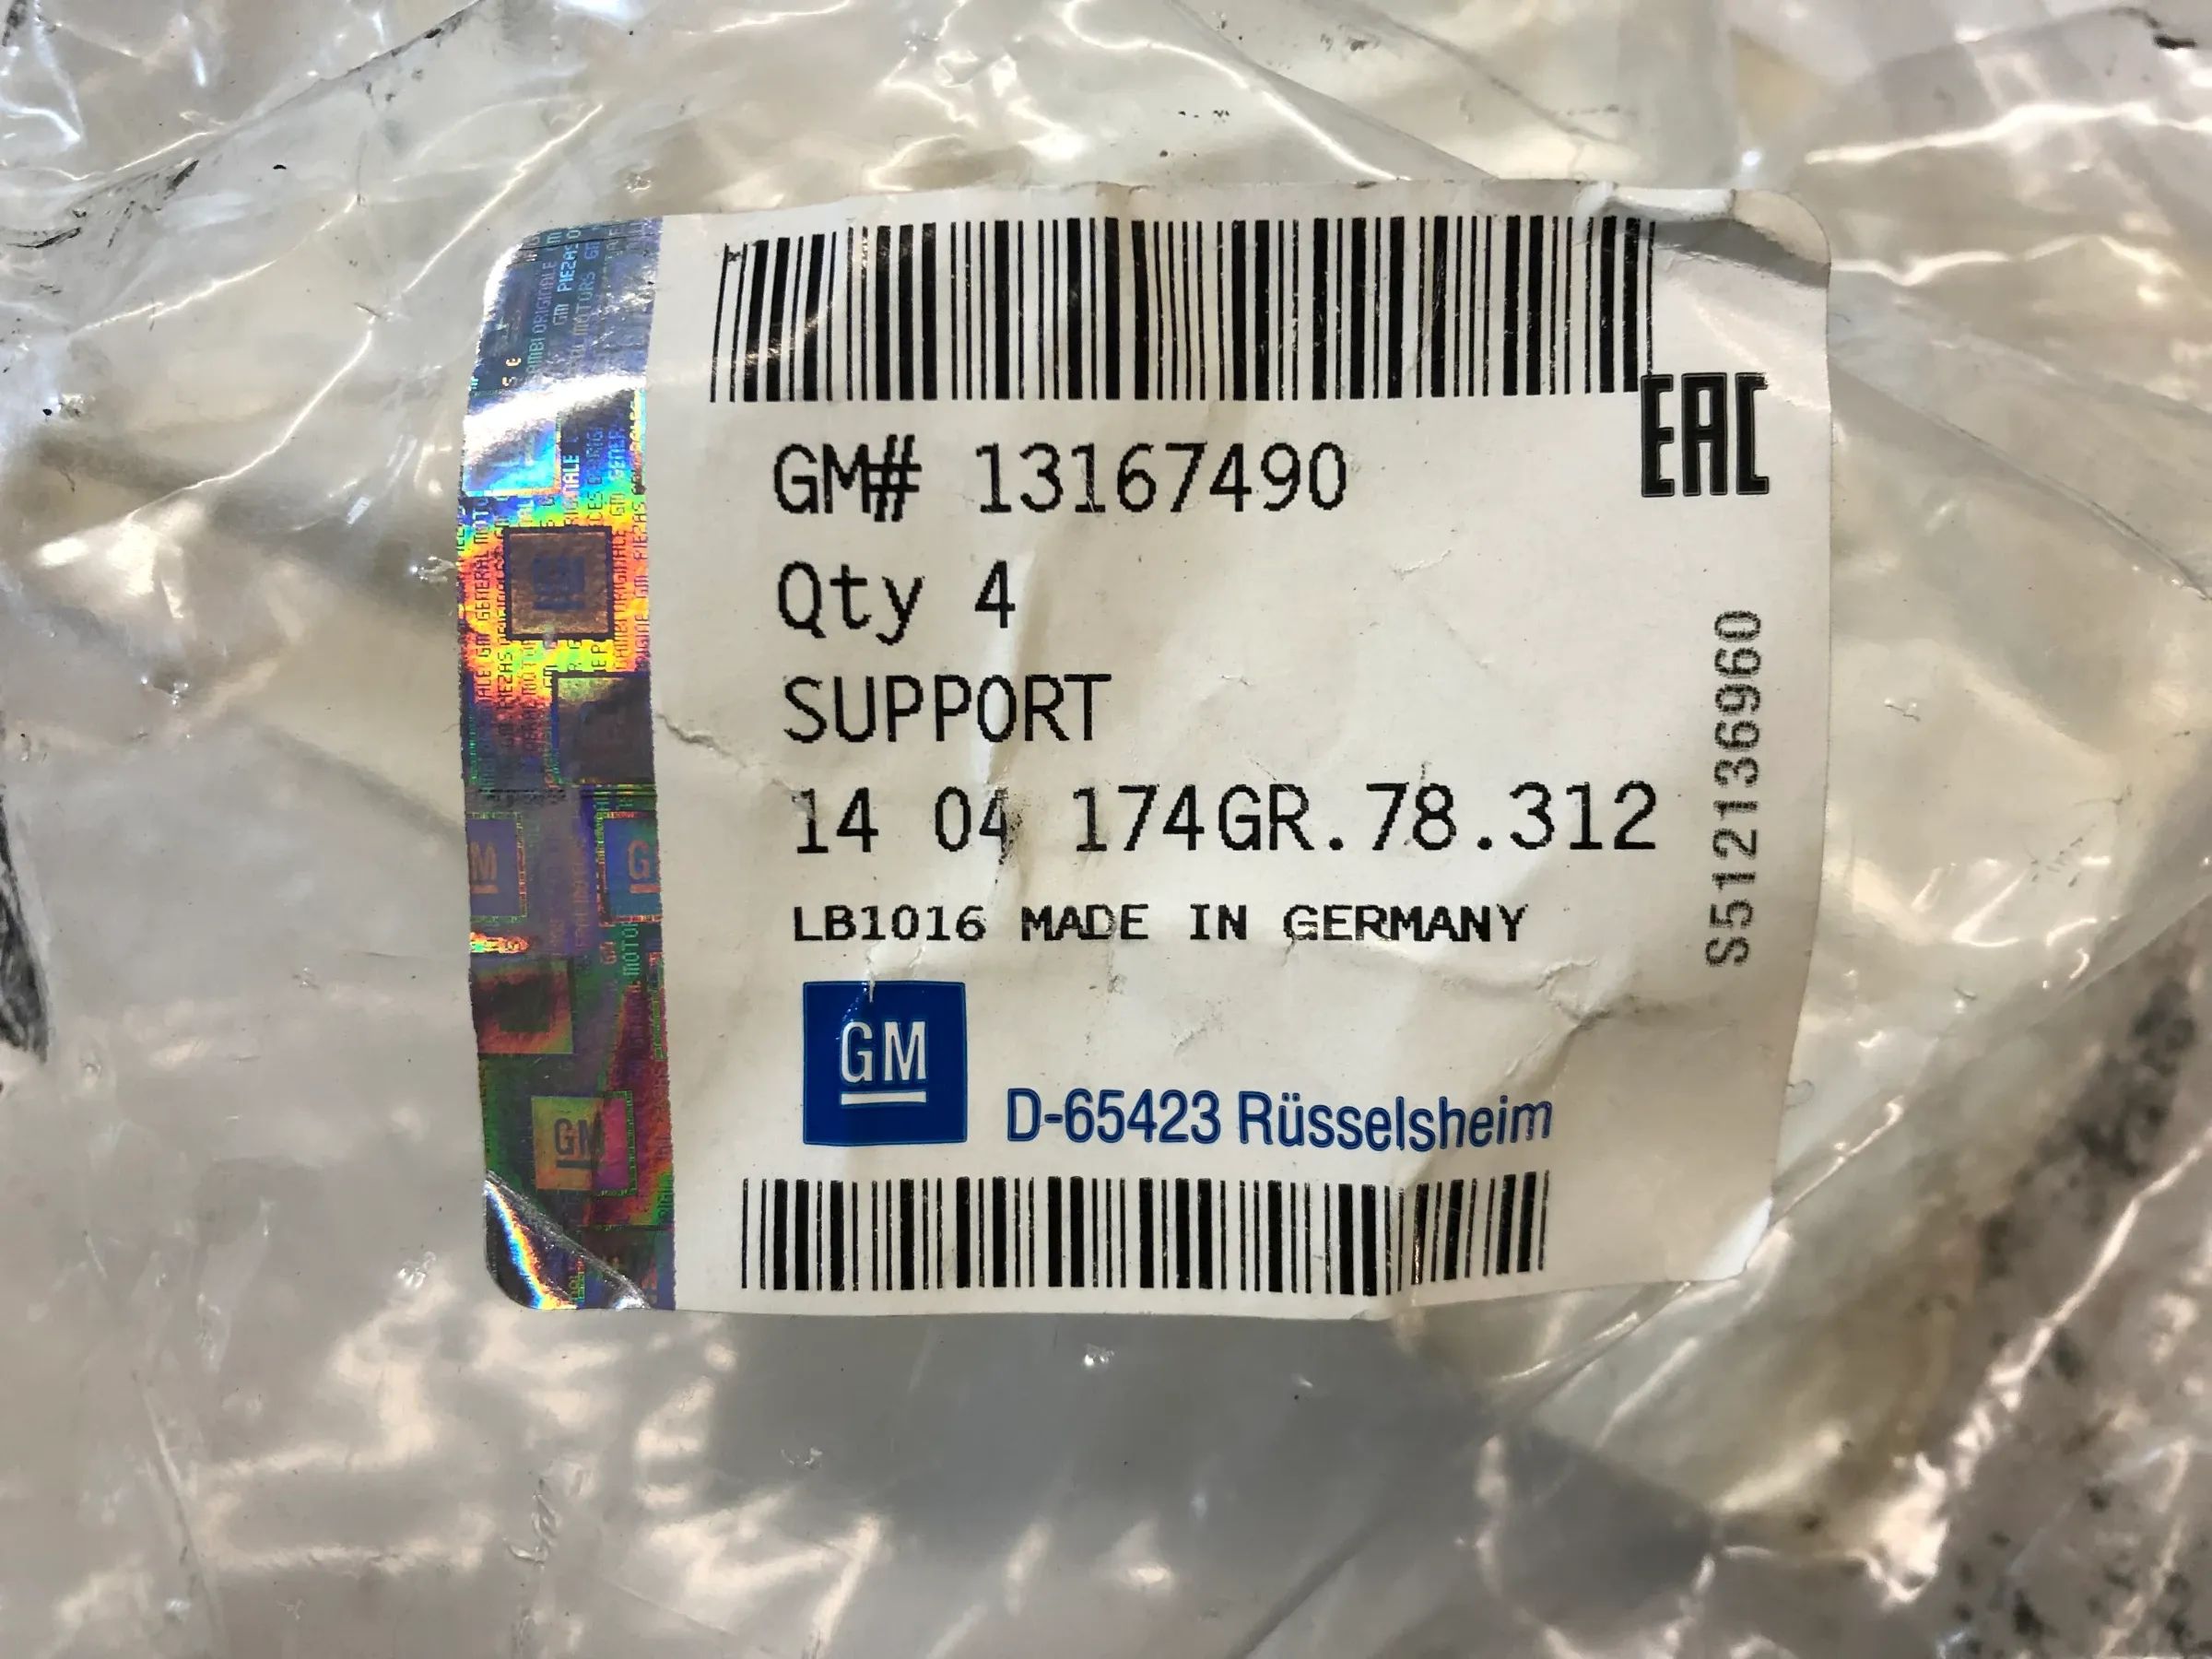 GM# 13167490
EAC
Qty 4
SUPPORT
14 04 174GR.78.312
LB1016 MADE IN GERMANY
S512136960
GM
D-65423 Rüsselsheim
GM